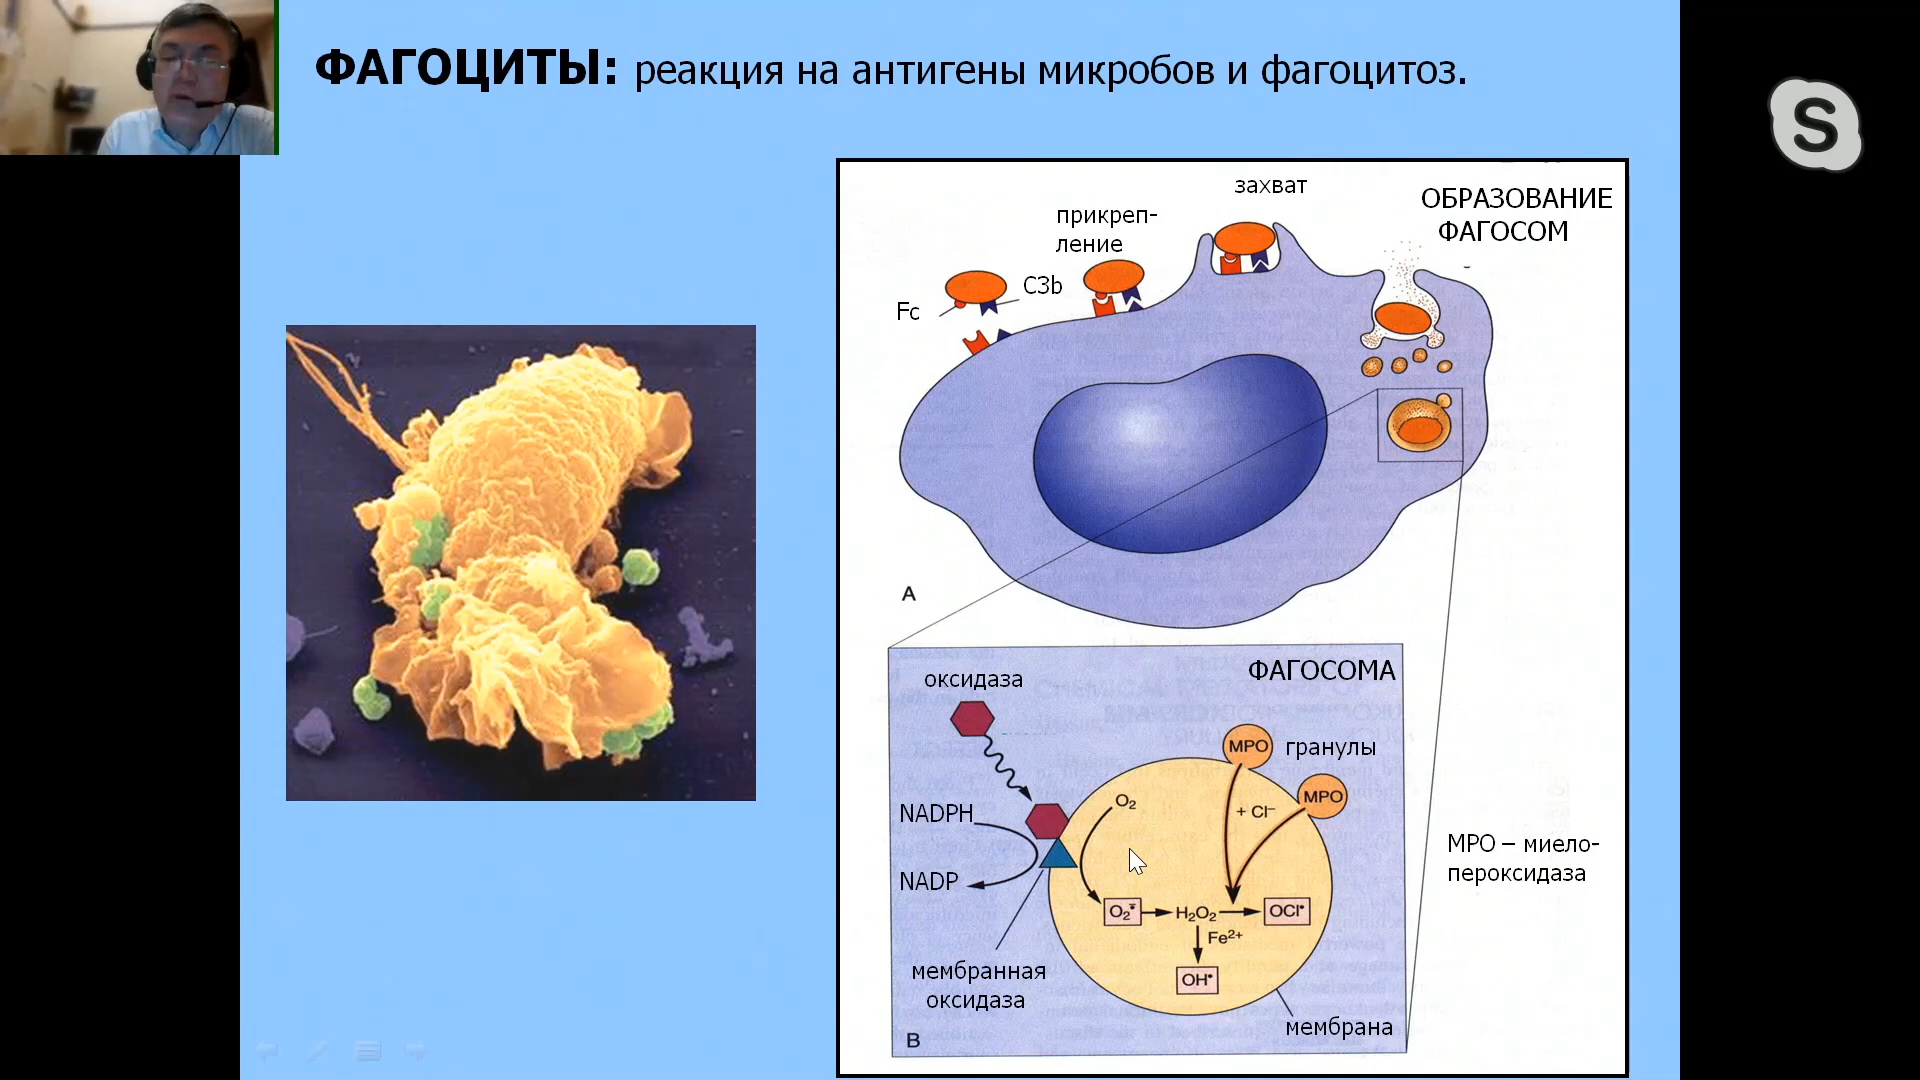 ФАГОЦИТЫ: реакция на антигены микробов и фагоцитоз.
S
захват
ОБРАЗОВАНИЕ
ФАГОСОМ
прикреп-
ление
C3b
Fc
A
ФАГОСОМА
оксидаза
MPO
гранулы
MPO
NADPH
O₂
+ Cl⁻
NADP
O₂⁻•
H₂O₂
OCl•
Fe²⁺
OH•
МРО – миело-
пероксидаза
мембранная
оксидаза
мембрана
B